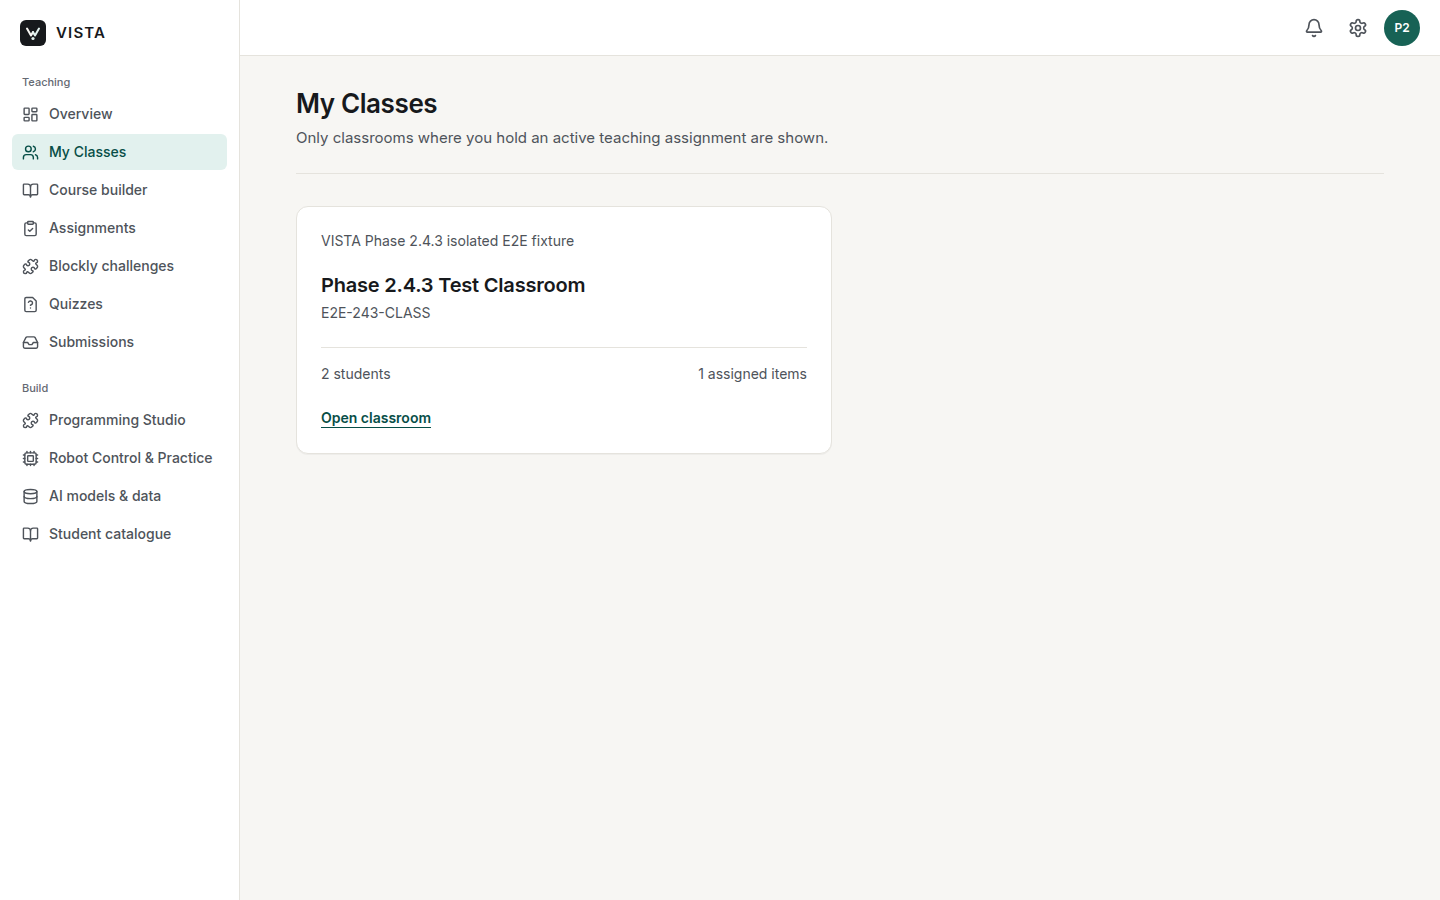 VISTA
P2
Teaching
Overview
My Classes
Course builder
Assignments
Blockly challenges
Quizzes
Submissions
Build
Programming Studio
Robot Control & Practice
AI models & data
Student catalogue
My Classes
Only classrooms where you hold an active teaching assignment are shown.
VISTA Phase 2.4.3 isolated E2E fixture
Phase 2.4.3 Test Classroom
E2E-243-CLASS
2 students
1 assigned items
Open classroom